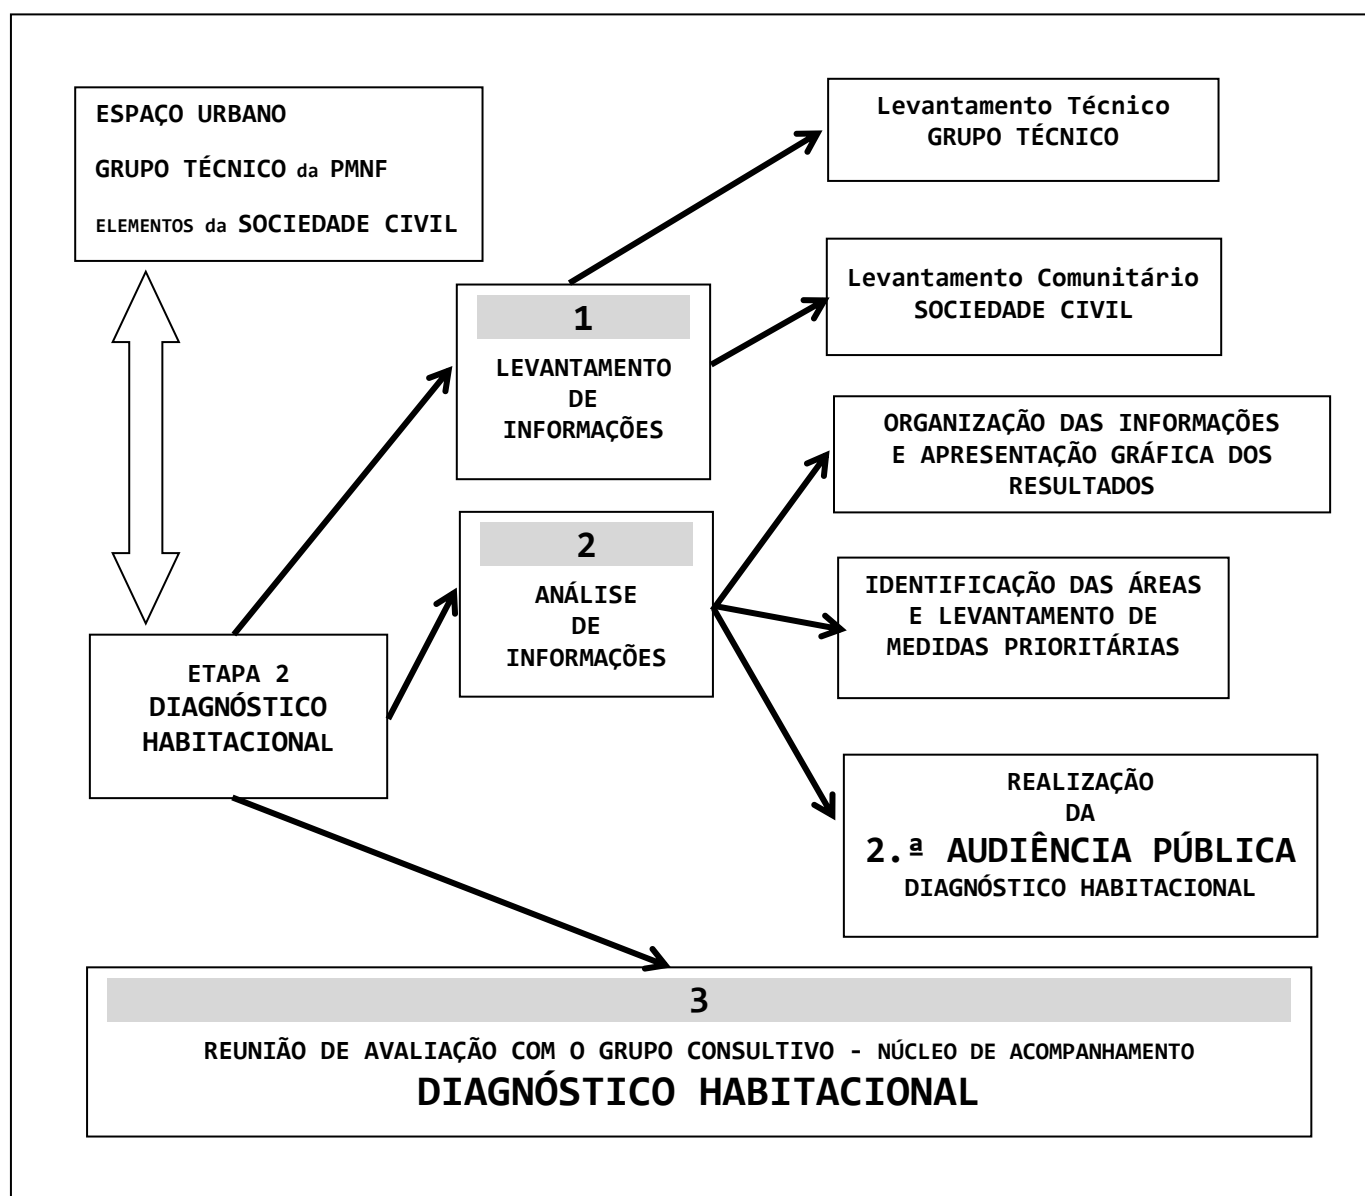 ESPAÇO URBANO
GRUPO TÉCNICO da PMNF
ELEMENTOS da SOCIEDADE CIVIL
Levantamento Técnico
GRUPO TÉCNICO
Levantamento Comunitário
SOCIEDADE CIVIL
1
LEVANTAMENTO
DE
INFORMAÇÕES
ORGANIZAÇÃO DAS INFORMAÇÕES
E APRESENTAÇÃO GRÁFICA DOS
RESULTADOS
2
ANÁLISE
DE
INFORMAÇÕES
IDENTIFICAÇÃO DAS ÁREAS
E LEVANTAMENTO DE
MEDIDAS PRIORITÁRIAS
ETAPA 2
DIAGNÓSTICO
HABITACIONAL
REALIZAÇÃO
DA
2.ª AUDIÊNCIA PÚBLICA
DIAGNÓSTICO HABITACIONAL
3
REUNIÃO DE AVALIAÇÃO COM O GRUPO CONSULTIVO - NÚCLEO DE ACOMPANHAMENTO
DIAGNÓSTICO HABITACIONAL